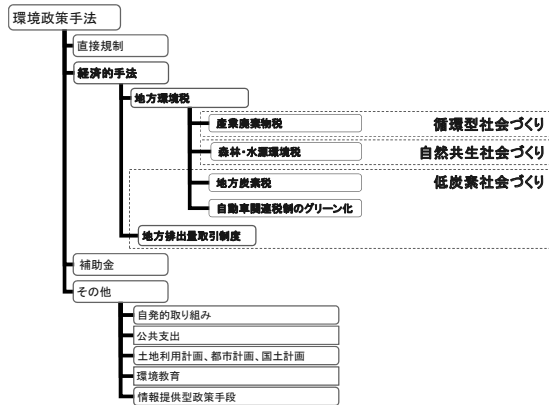 環境政策手法
直接規制
経済的手法
地方環境税
産業廃棄物税
循環型社会づくり
森林・水源環境税
自然共生社会づくり
地方炭素税
低炭素社会づくり
自動車関連税制のグリーン化
地方排出量取引制度
補助金
その他
自発的取り組み
公共支出
土地利用計画、都市計画、国土計画
環境教育
情報提供型政策手段